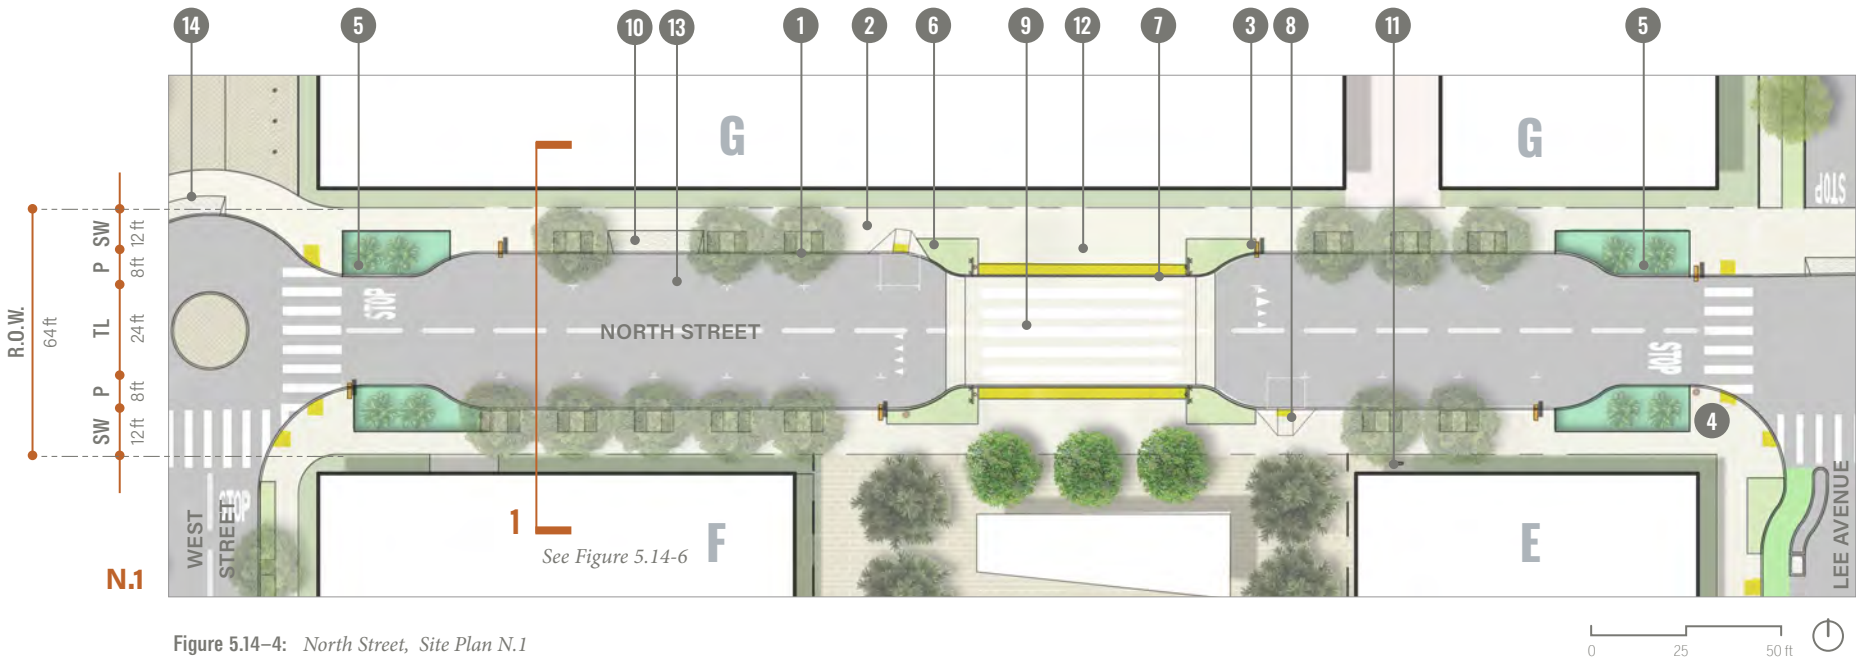 14 5 10 13 1 2 6 9 12 7 3 8 11 5
G G
STOP
R.O.W.
64 ft
SW 12 ft
P 8 ft
TL 24 ft
P 8 ft
SW 12 ft
STOP
NORTH STREET
STOP
4
STOP
WEST STREET
1
See Figure 5.14-6
F
E
LEE AVENUE
N.1
Figure 5.14–4: North Street, Site Plan N.1
0 25 50 ft